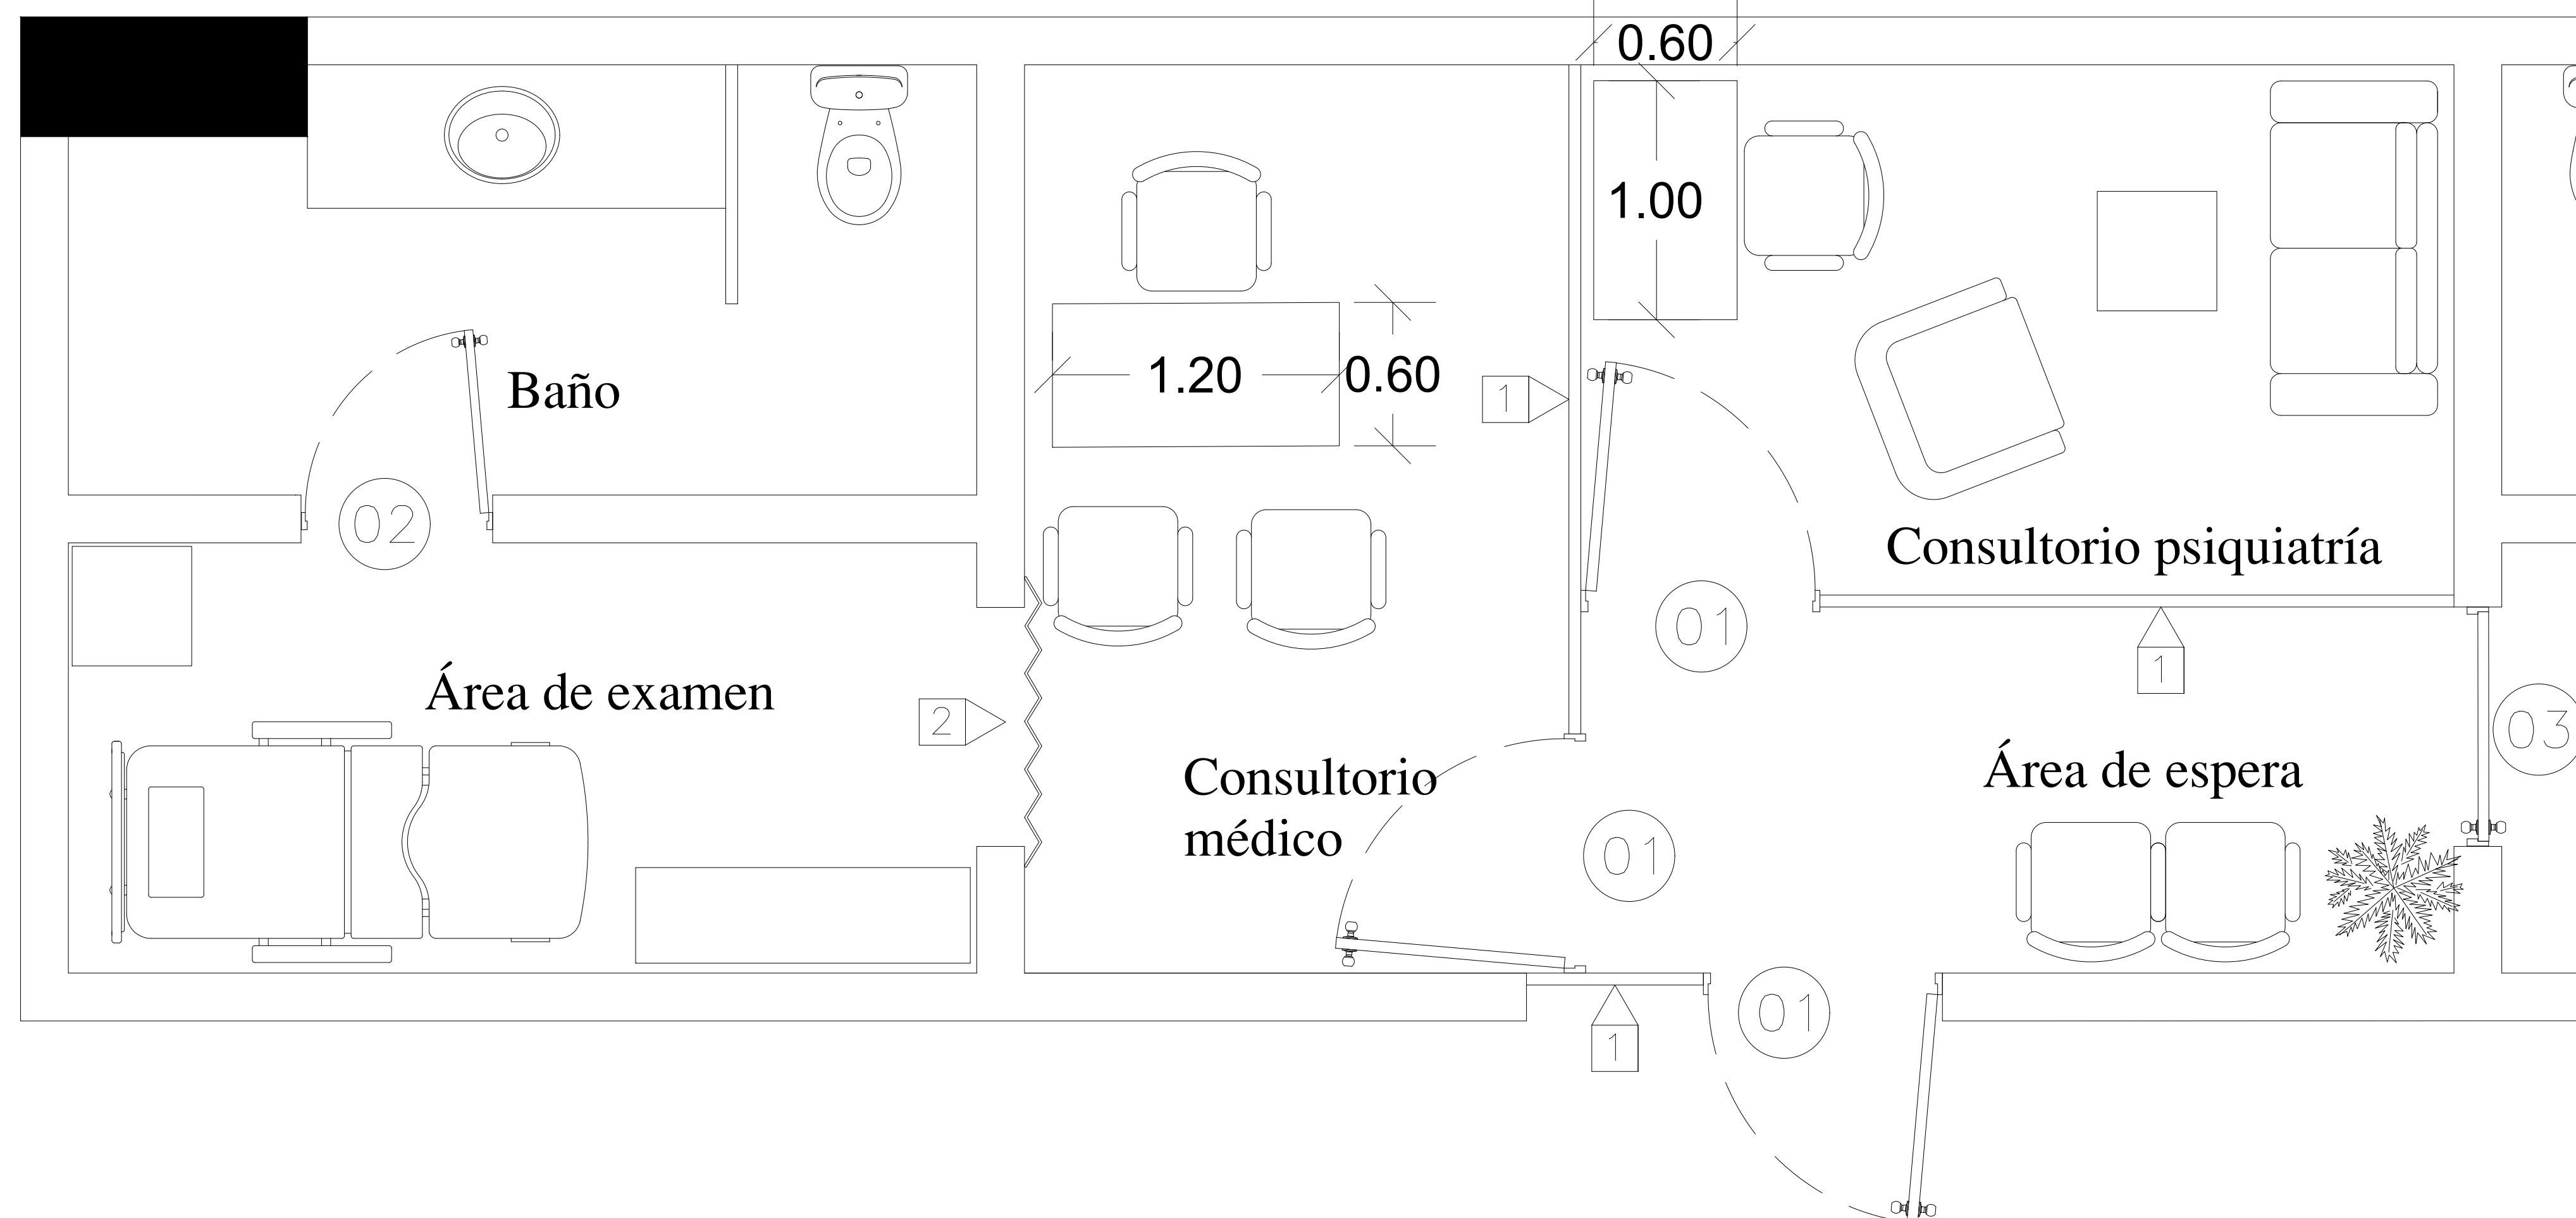 0.60
1.00
1.20
0.60
1
Baño
02
Consultorio psiquiatría
01
1
Área de examen
2
03
Consultorio
médico
Área de espera
01
01
1